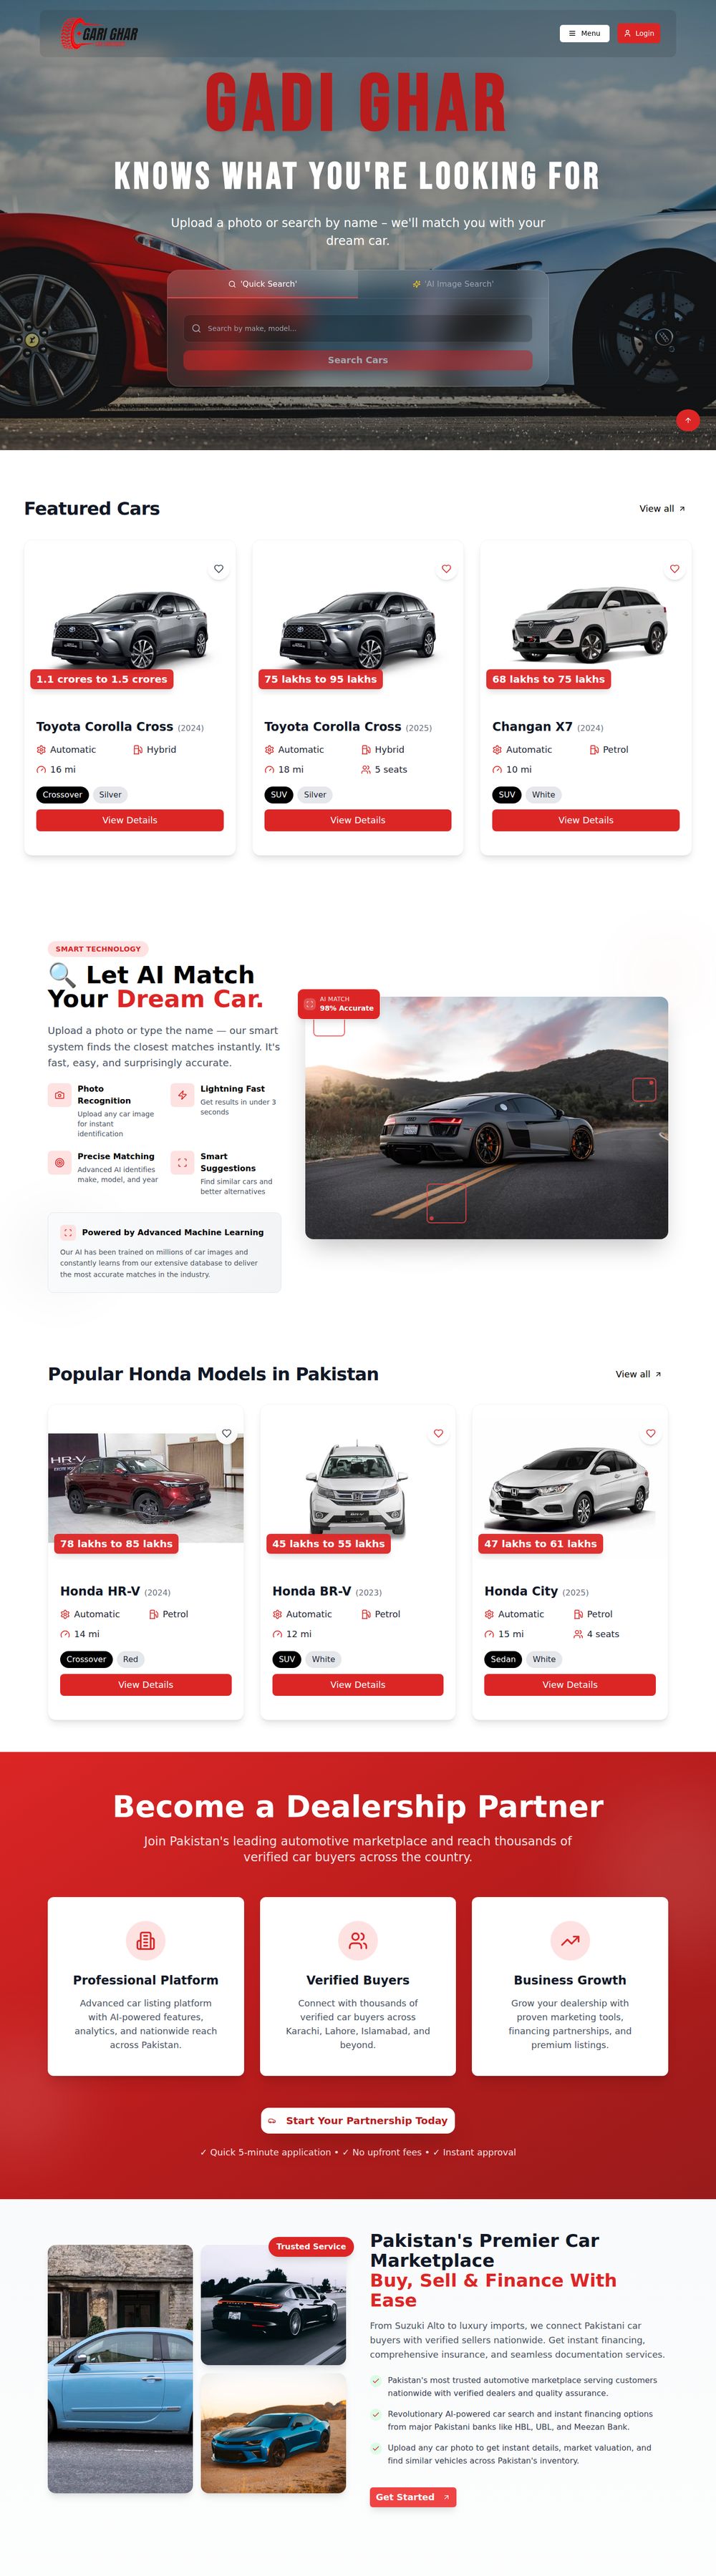 GARI GHAR
Menu
Login
GADI GHAR
KNOWS WHAT YOU'RE LOOKING FOR
Upload a photo or search by name – we'll match you with your
dream car.
'Quick Search'
'AI Image Search'
Search by make, model...
Search Cars
Featured Cars
View all
1.1 crores to 1.5 crores
Toyota Corolla Cross (2024)
Automatic
Hybrid
16 mi
Crossover
Silver
View Details
75 lakhs to 95 lakhs
Toyota Corolla Cross (2025)
Automatic
Hybrid
18 mi
5 seats
SUV
Silver
View Details
68 lakhs to 75 lakhs
Changan X7 (2024)
Automatic
Petrol
10 mi
SUV
White
View Details
SMART TECHNOLOGY
🔍 Let AI Match
Your Dream Car.
Upload a photo or type the name — our smart
system finds the closest matches instantly. It's
fast, easy, and surprisingly accurate.
Photo
Recognition
Upload any car image
for instant
identification
Lightning Fast
Get results in under 3
seconds
Precise Matching
Advanced AI identifies
make, model, and year
Smart
Suggestions
Find similar cars and
better alternatives
Powered by Advanced Machine Learning
Our AI has been trained on millions of car images and
constantly learns from our extensive database to deliver
the most accurate matches in the industry.
AI MATCH
98% Accurate
Popular Honda Models in Pakistan
View all
HR-V
78 lakhs to 85 lakhs
Honda HR-V (2024)
Automatic
Petrol
14 mi
Crossover
Red
View Details
45 lakhs to 55 lakhs
Honda BR-V (2023)
Automatic
Petrol
12 mi
SUV
White
View Details
47 lakhs to 61 lakhs
Honda City (2025)
Automatic
Petrol
15 mi
4 seats
Sedan
White
View Details
Become a Dealership Partner
Join Pakistan's leading automotive marketplace and reach thousands of
verified car buyers across the country.
Professional Platform
Advanced car listing platform
with AI-powered features,
analytics, and nationwide reach
across Pakistan.
Verified Buyers
Connect with thousands of
verified car buyers across
Karachi, Lahore, Islamabad, and
beyond.
Business Growth
Grow your dealership with
proven marketing tools,
financing partnerships, and
premium listings.
Start Your Partnership Today
✓ Quick 5-minute application • ✓ No upfront fees • ✓ Instant approval
Trusted Service
Pakistan's Premier Car
Marketplace
Buy, Sell & Finance With
Ease
From Suzuki Alto to luxury imports, we connect Pakistani car
buyers with verified sellers nationwide. Get instant financing,
comprehensive insurance, and seamless documentation services.
Pakistan's most trusted automotive marketplace serving customers
nationwide with verified dealers and quality assurance.
Revolutionary AI-powered car search and instant financing options
from major Pakistani banks like HBL, UBL, and Meezan Bank.
Upload any car photo to get instant details, market valuation, and
find similar vehicles across Pakistan's inventory.
Get Started